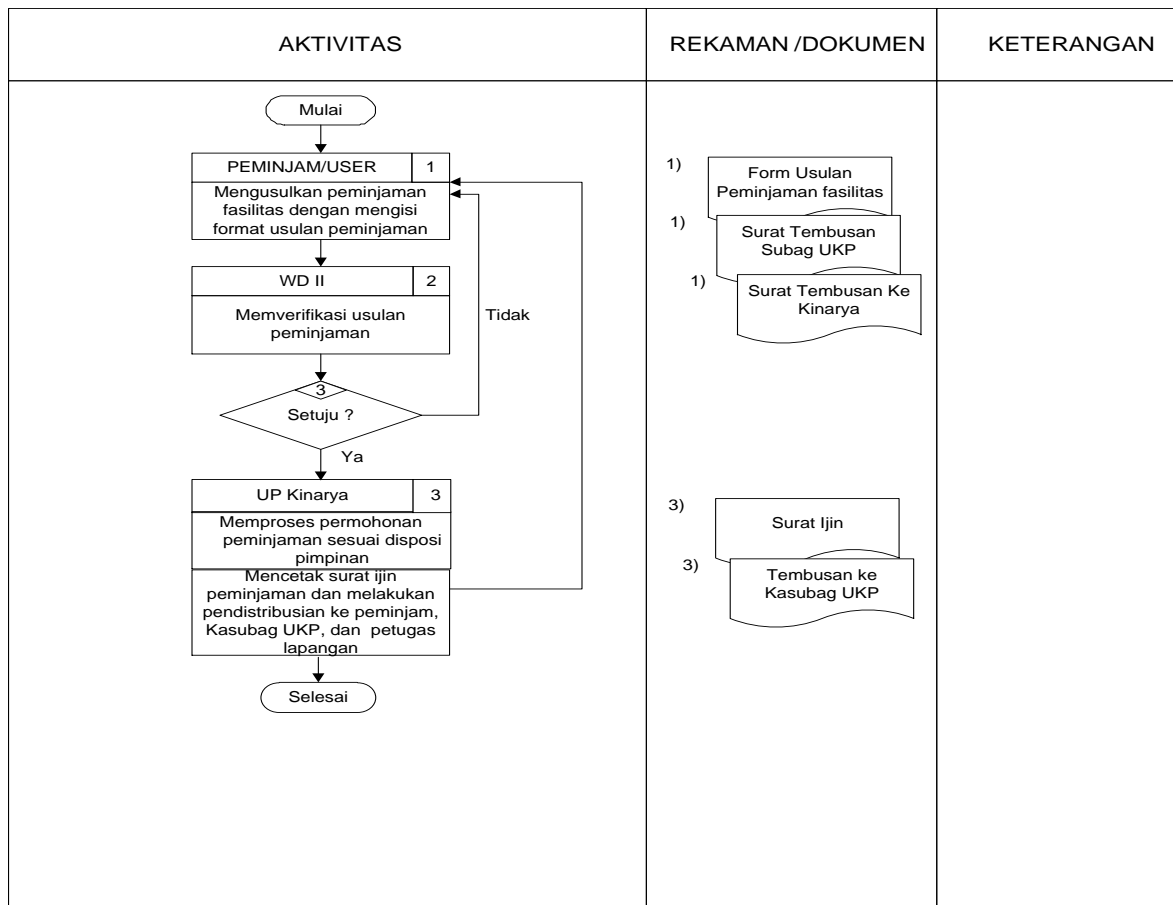 AKTIVITAS
REKAMAN /DOKUMEN
KETERANGAN
Mulai
PEMINJAM/USER
1
Mengusulkan peminjaman
fasilitas dengan mengisi
format usulan peminjaman
WD II
2
Memverifikasi usulan
peminjaman
Tidak
3
Setuju ?
Ya
UP Kinarya
3
Memproses permohonan
peminjaman sesuai disposi
pimpinan
Mencetak surat ijin
peminjaman dan melakukan
pendistribusian ke peminjam,
Kasubag UKP, dan petugas
lapangan
Selesai
1)
Form Usulan
Peminjaman fasilitas
1)
Surat Tembusan
Subag UKP
1)
Surat Tembusan Ke
Kinarya
3)
Surat Ijin
3)
Tembusan ke
Kasubag UKP